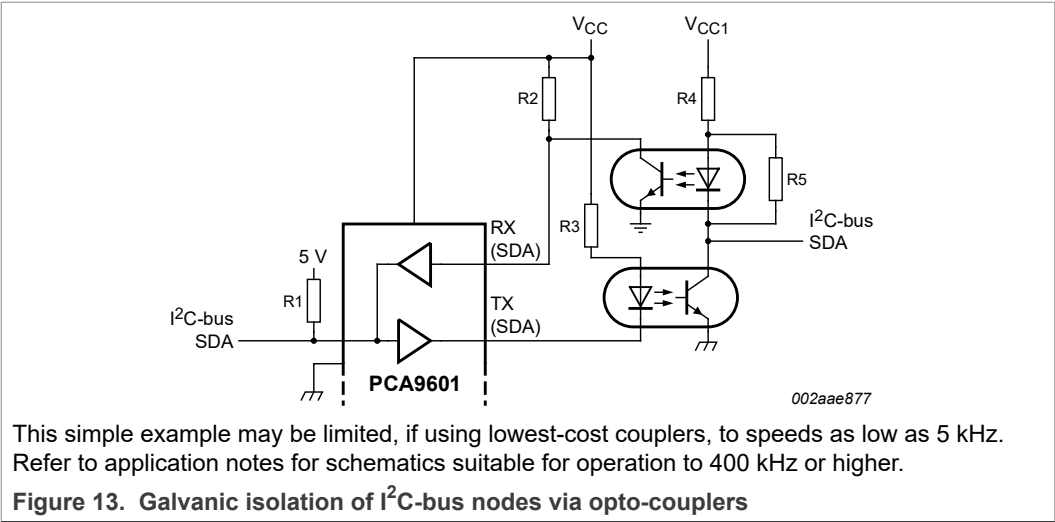 VCC
VCC1
R2
R4
R5
R3
RX
(SDA)
I2C-bus
SDA
5 V
R1
TX
(SDA)
I2C-bus
SDA
PCA9601
002aae877
This simple example may be limited, if using lowest-cost couplers, to speeds as low as 5 kHz.
Refer to application notes for schematics suitable for operation to 400 kHz or higher.
Figure 13. Galvanic isolation of I2C-bus nodes via opto-couplers